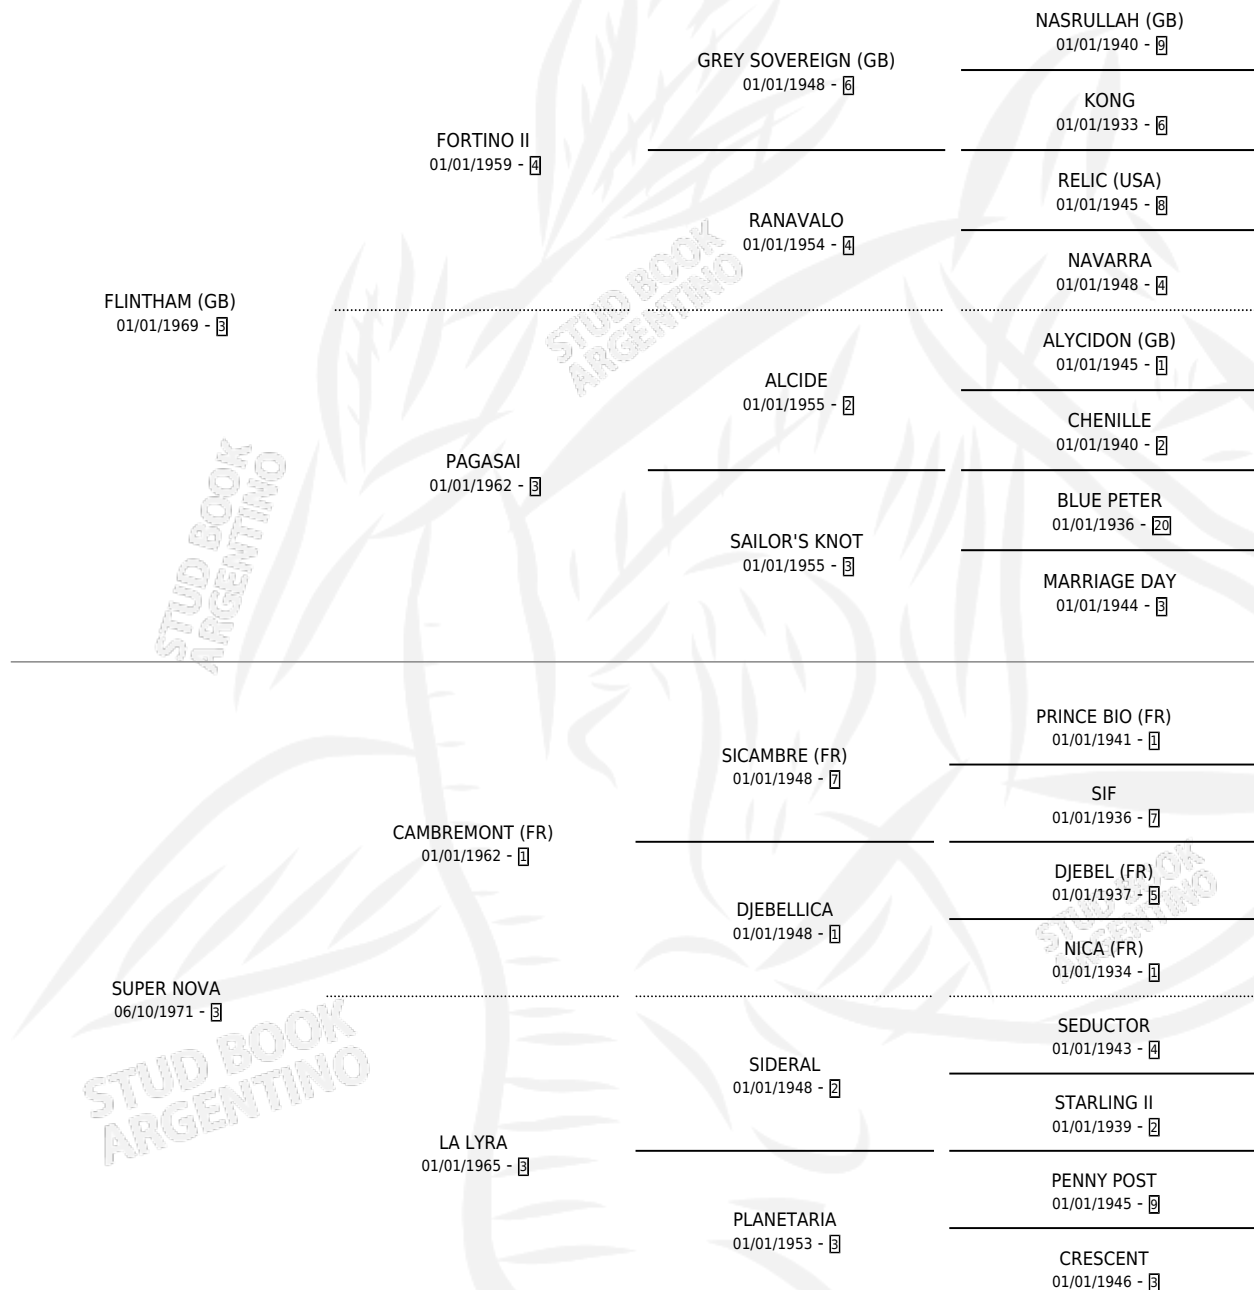 NASRULLAH (GB)
01/01/1940 - 9
GREY SOVEREIGN (GB)
01/01/1948 - 6
KONG
01/01/1933 - 6
FORTINO II
01/01/1959 - 4
RELIC (USA)
01/01/1945 - 8
RANAVALO
01/01/1954 - 4
NAVARRA
01/01/1948 - 4
FLINTHAM (GB)
01/01/1969 - 3
ALYCIDON (GB)
01/01/1945 - 1
ALCIDE
01/01/1955 - 2
CHENILLE
01/01/1940 - 2
PAGASAI
01/01/1962 - 3
BLUE PETER
01/01/1936 - 20
SAILOR'S KNOT
01/01/1955 - 3
MARRIAGE DAY
01/01/1944 - 3
PRINCE BIO (FR)
01/01/1941 - 1
SICAMBRE (FR)
01/01/1948 - 7
SIF
01/01/1936 - 7
CAMBREMONT (FR)
01/01/1962 - 1
DJEBEL (FR)
01/01/1937 - 5
DJEBELLICA
01/01/1948 - 1
NICA (FR)
01/01/1934 - 1
SUPER NOVA
06/10/1971 - 3
SEDUCTOR
01/01/1943 - 4
SIDERAL
01/01/1948 - 2
STARLING II
01/01/1939 - 2
LA LYRA
01/01/1965 - 3
PENNY POST
01/01/1945 - 9
PLANETARIA
01/01/1953 - 3
CRESCENT
01/01/1946 - 3
STUD BOOK
ARGENTINO
STUD BOOK
ARGENTINO
STUD BOOK
ARGENTINO
STUD BOOK
ARGENTINO